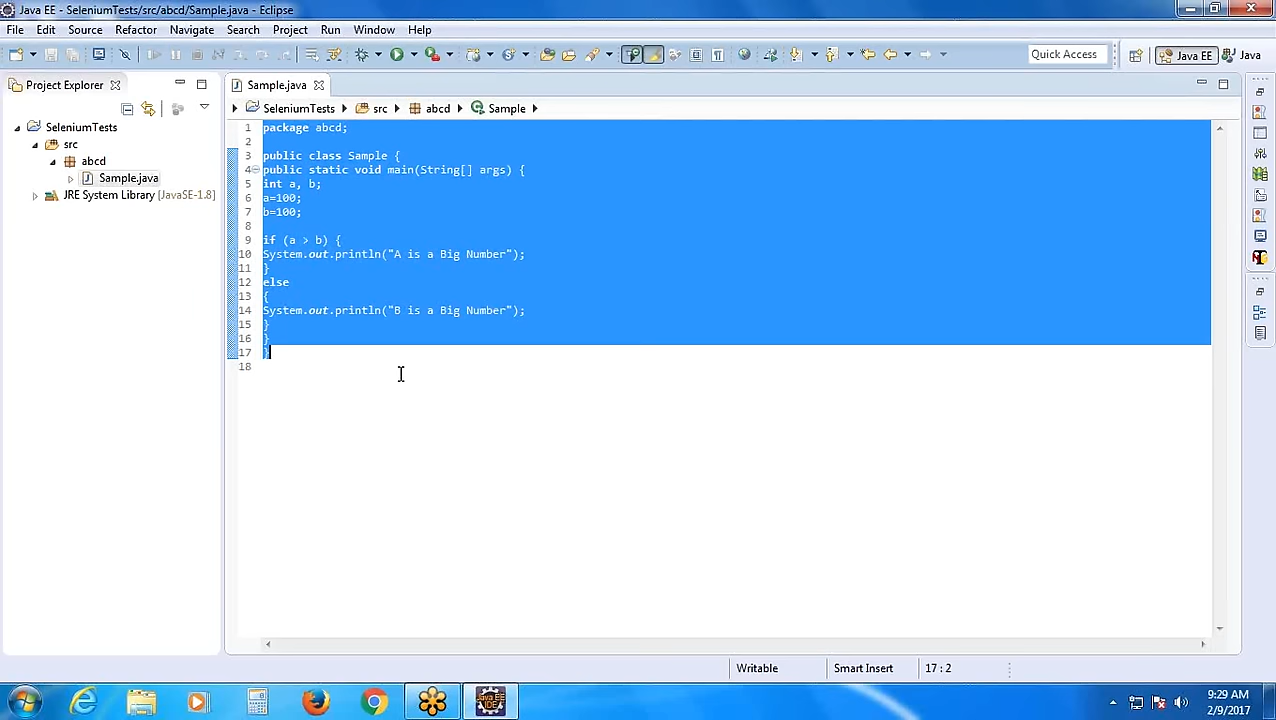 Java EE - SeleniumTests/src/abcd/Sample.java - Eclipse
File Edit Source Refactor Navigate Search Project Run Window Help
Quick Access
Java EE
Java
Project Explorer
Sample.java
SeleniumTests
src
abcd
Sample
SeleniumTests
src
abcd
Sample.java
JRE System Library [JavaSE-1.8]
1 package abcd;
2
3 public class Sample {
4 public static void main(String[] args) {
5 int a, b;
6 a=100;
7 b=100;
8
9 if (a > b) {
10 System.out.println("A is a Big Number");
11 }
12 else
13 {
14 System.out.println("B is a Big Number");
15 }
16 }
17 }
18
Writable
Smart Insert
17 : 2
Java EE
IDE
9:29 AM
2/9/2017